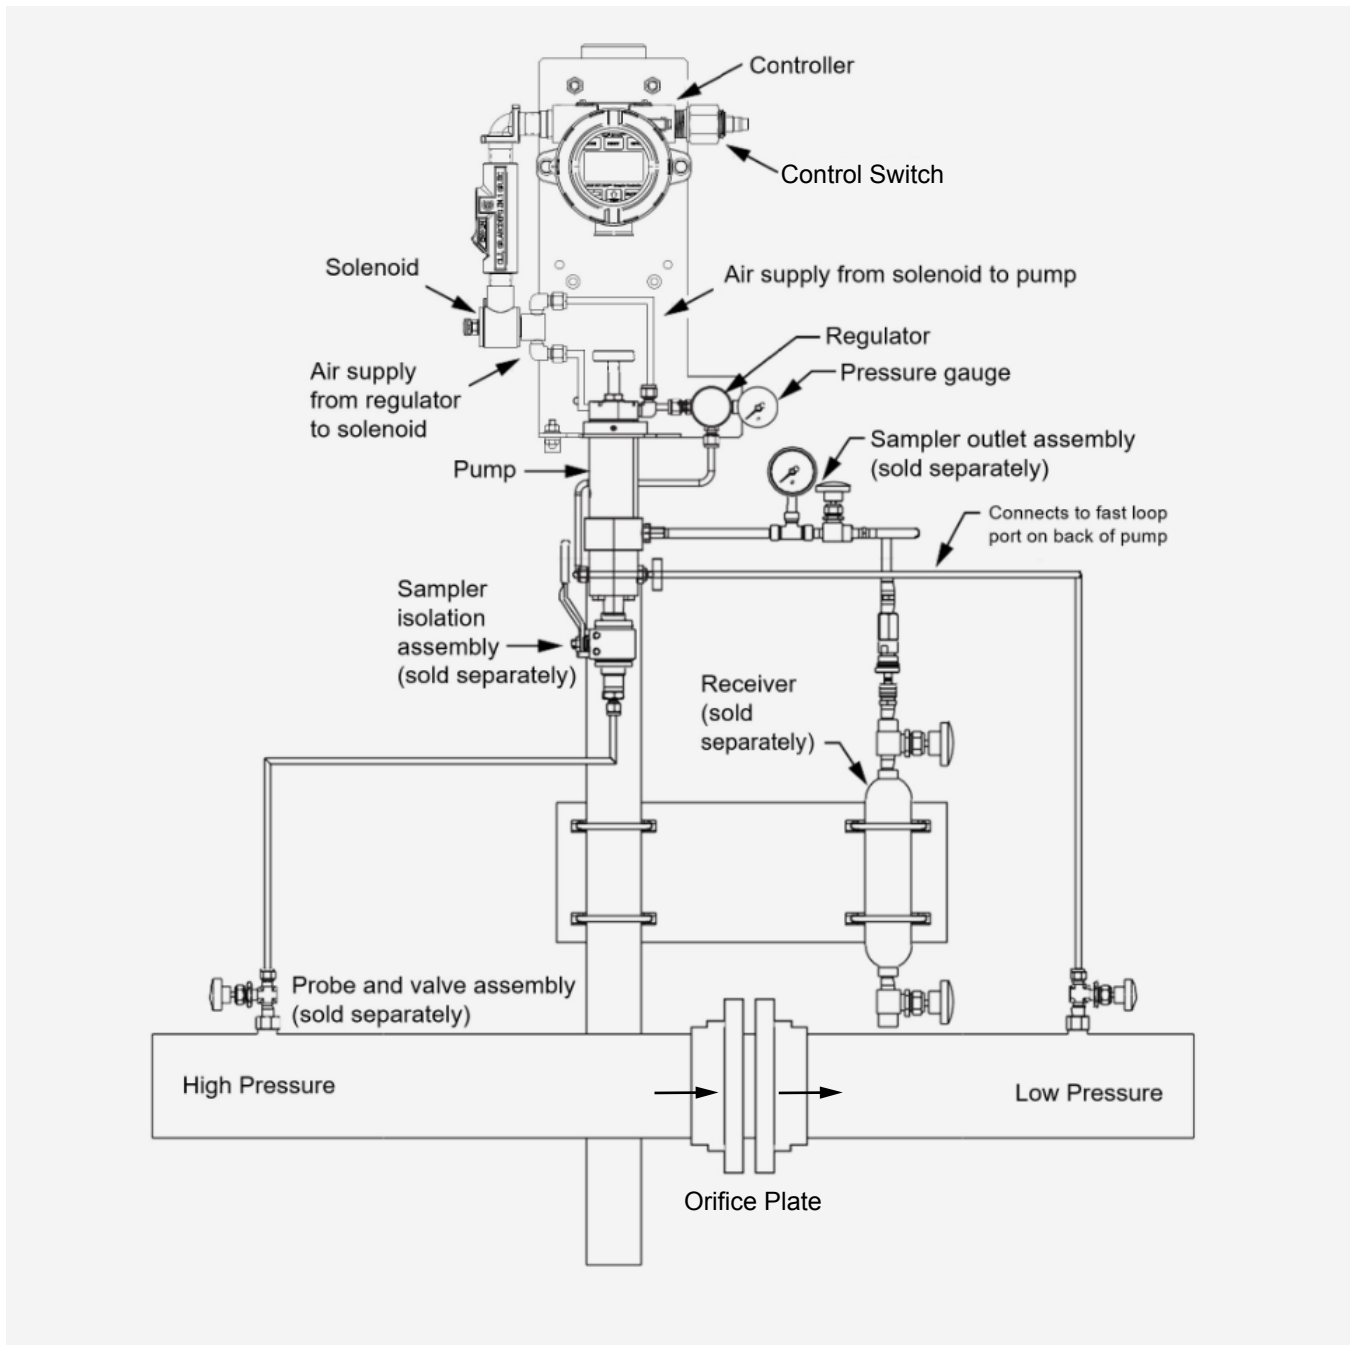 Controller
Control Switch
Solenoid
Air supply from solenoid to pump
Regulator
Air supply
from regulator
to solenoid
Pressure gauge
Sampler outlet assembly
(sold separately)
Pump
Connects to fast loop
port on back of pump
Sampler
isolation
assembly
(sold separately)
Receiver
(sold
separately)
Probe and valve assembly
(sold separately)
High Pressure
Low Pressure
Orifice Plate